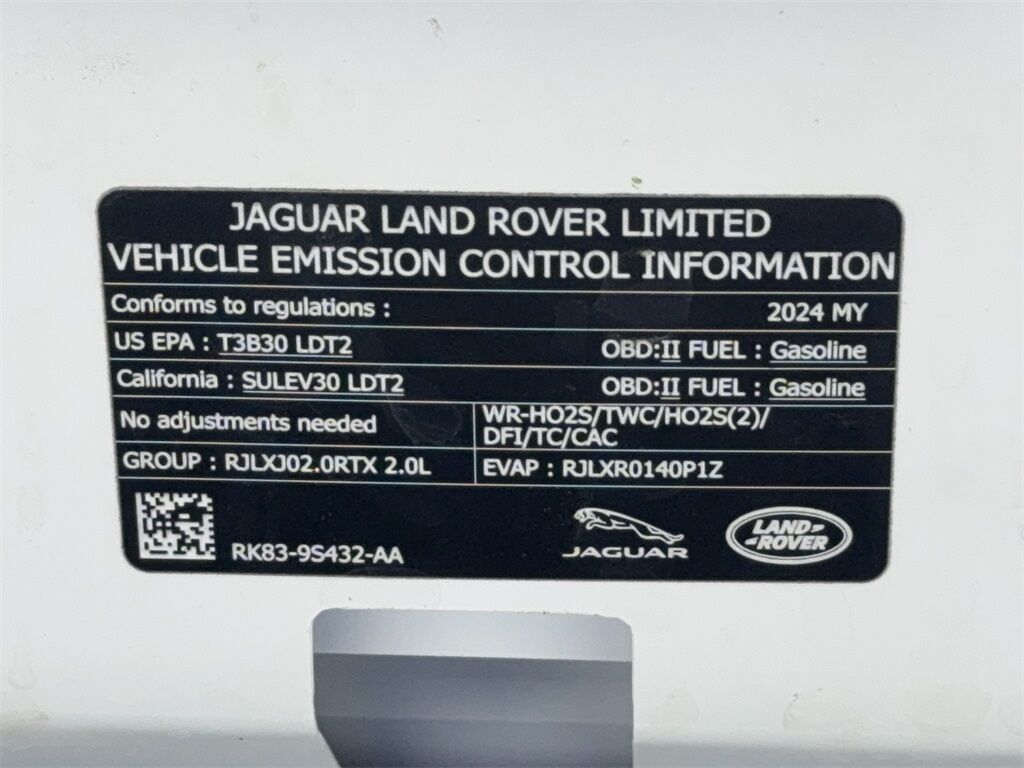 JAGUAR LAND ROVER LIMITED
VEHICLE EMISSION CONTROL INFORMATION
Conforms to regulations : 2024 MY
US EPA : T3B30 LDT2 OBD:II FUEL : Gasoline
California : SULEV30 LDT2 OBD:II FUEL : Gasoline
No adjustments needed
WR-HO2S/TWC/HO2S(2)/
DFI/TC/CAC
GROUP : RJLXJ02.0RTX 2.0L
EVAP : RJLXR0140P1Z
RK83-9S432-AA
JAGUAR
LAND-
-ROVER